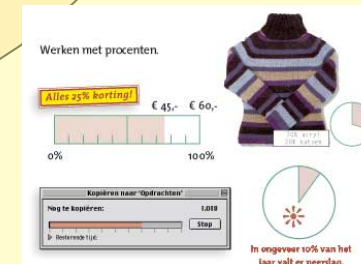 Werken met procenten.
Alles 25% korting!
€ 45,- € 60,-
0% 100%
70% acryl
30% katoen
Kopiëren naar "Opdrachten"
Nog te kopiëren: 1.018
Stop
Resterende tijd:
In ongeveer 10% van het
jaar valt er neerslag.